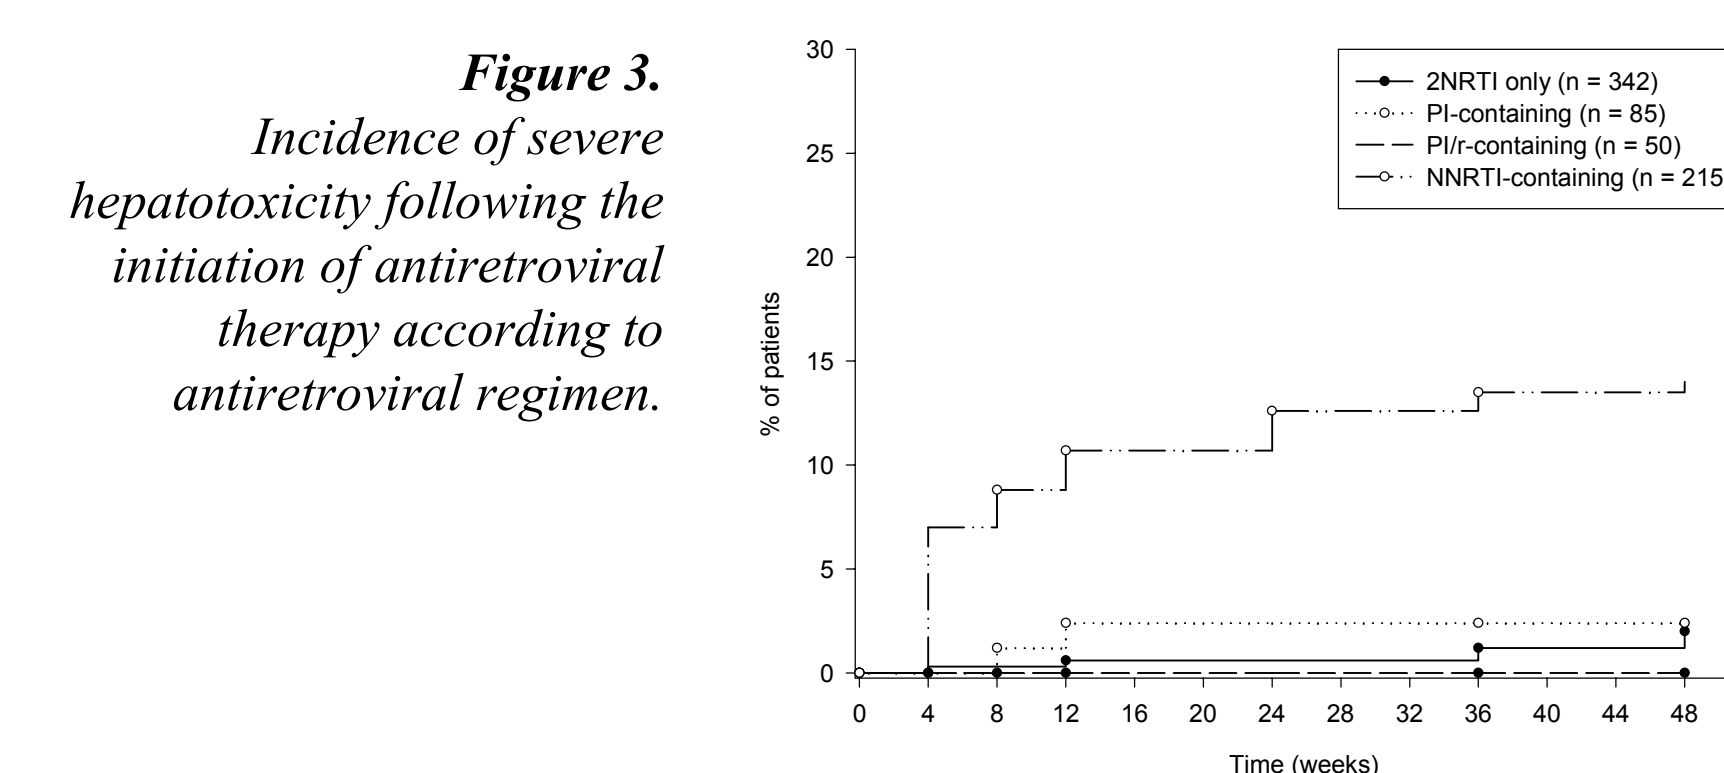 Figure 3.
Incidence of severe
hepatotoxicity following the
initiation of antiretroviral
therapy according to
antiretroviral regimen.
30
25
20
15
10
5
0
% of patients
2NRTI only (n = 342)
PI-containing (n = 85)
PI/r-containing (n = 50)
NNRTI-containing (n = 215
0 4 8 12 16 20 24 28 32 36 40 44 48
Time (weeks)